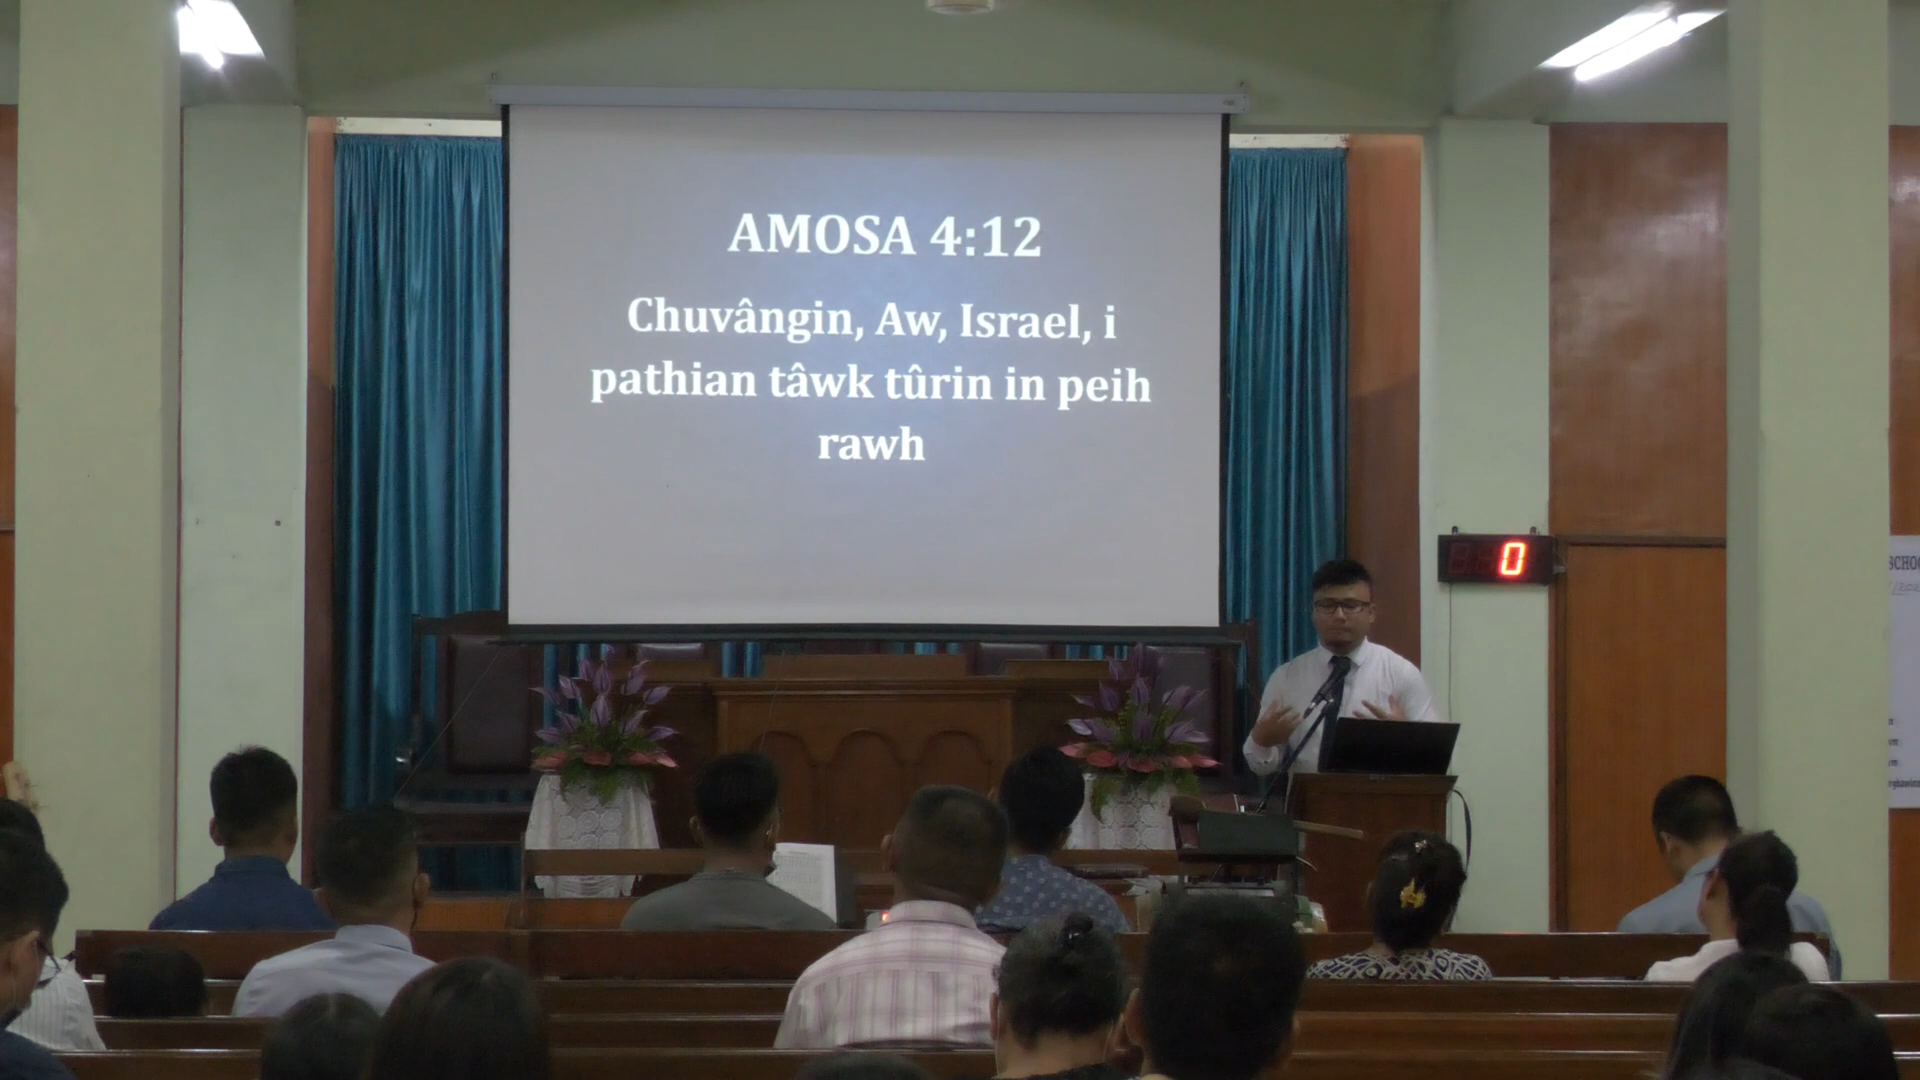 AMOSA 4:12
Chuvângin, Aw, Israel, i
pathian tâwk tûrin in peih
rawh
0